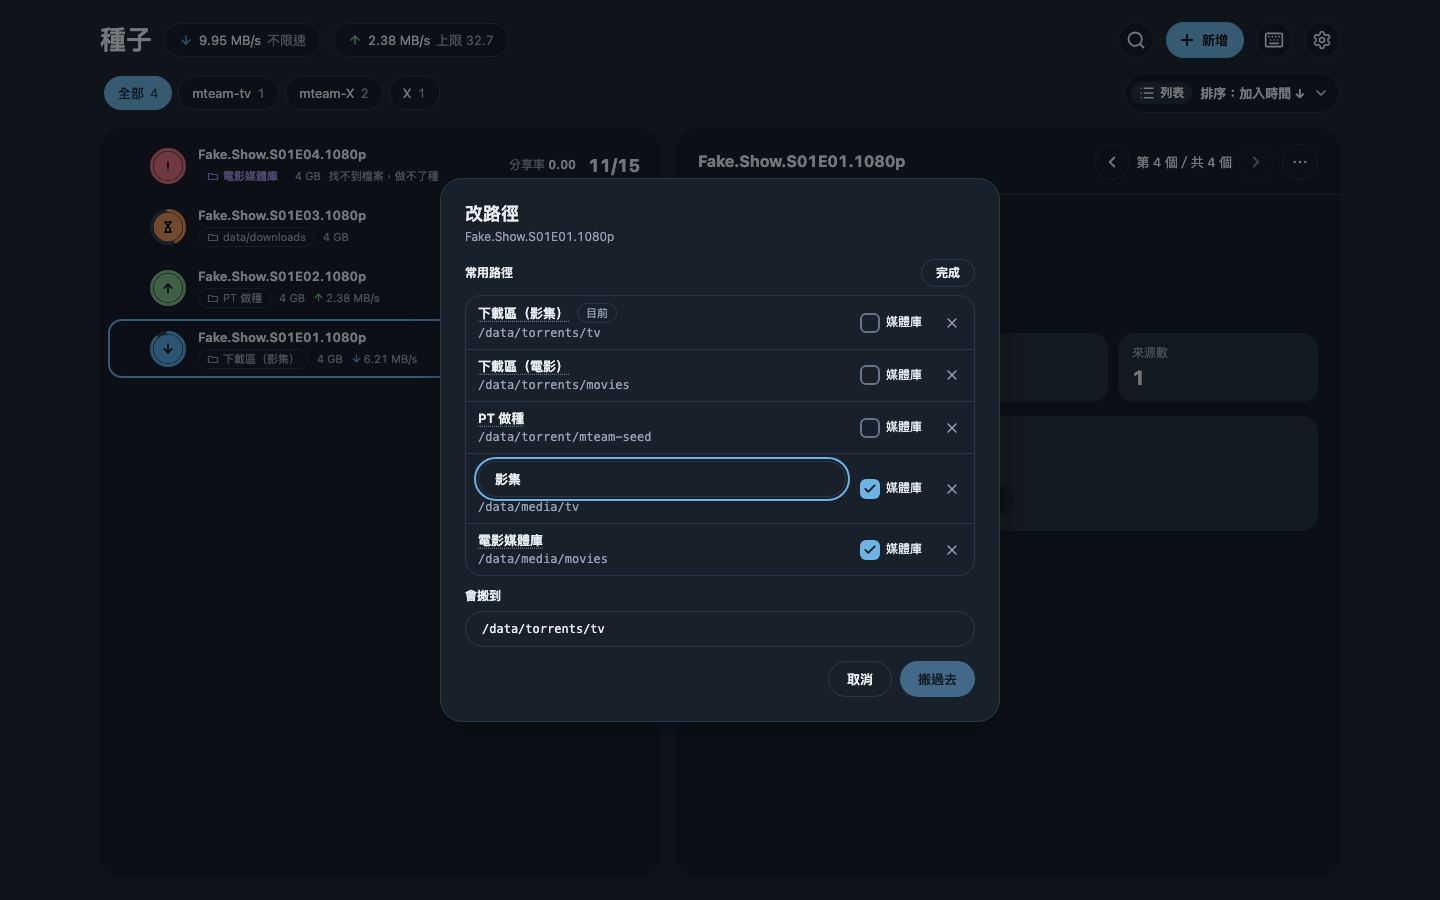 種子
9.95 MB/s 不限速
2.38 MB/s 上限 32.7
新增
全部 4
mteam-tv 1
mteam-X 2
X 1
列表
排序：加入時間
Fake.Show.S01E04.1080p
電影媒體庫
4 GB
找不到檔案，做不了種
分享率 0.00
11/15
Fake.Show.S01E03.1080p
data/downloads
4 GB
Fake.Show.S01E02.1080p
PT 做種
4 GB
2.38 MB/s
Fake.Show.S01E01.1080p
下載區（影集）
4 GB
6.21 MB/s
Fake.Show.S01E01.1080p
第 4 個 / 共 4 個
來源數
1
改路徑
Fake.Show.S01E01.1080p
常用路徑
完成
下載區（影集）
目前
/data/torrents/tv
媒體庫
下載區（電影）
/data/torrents/movies
媒體庫
PT 做種
/data/torrent/mteam-seed
媒體庫
影集
/data/media/tv
媒體庫
電影媒體庫
/data/media/movies
媒體庫
會搬到
/data/torrents/tv
取消
搬過去